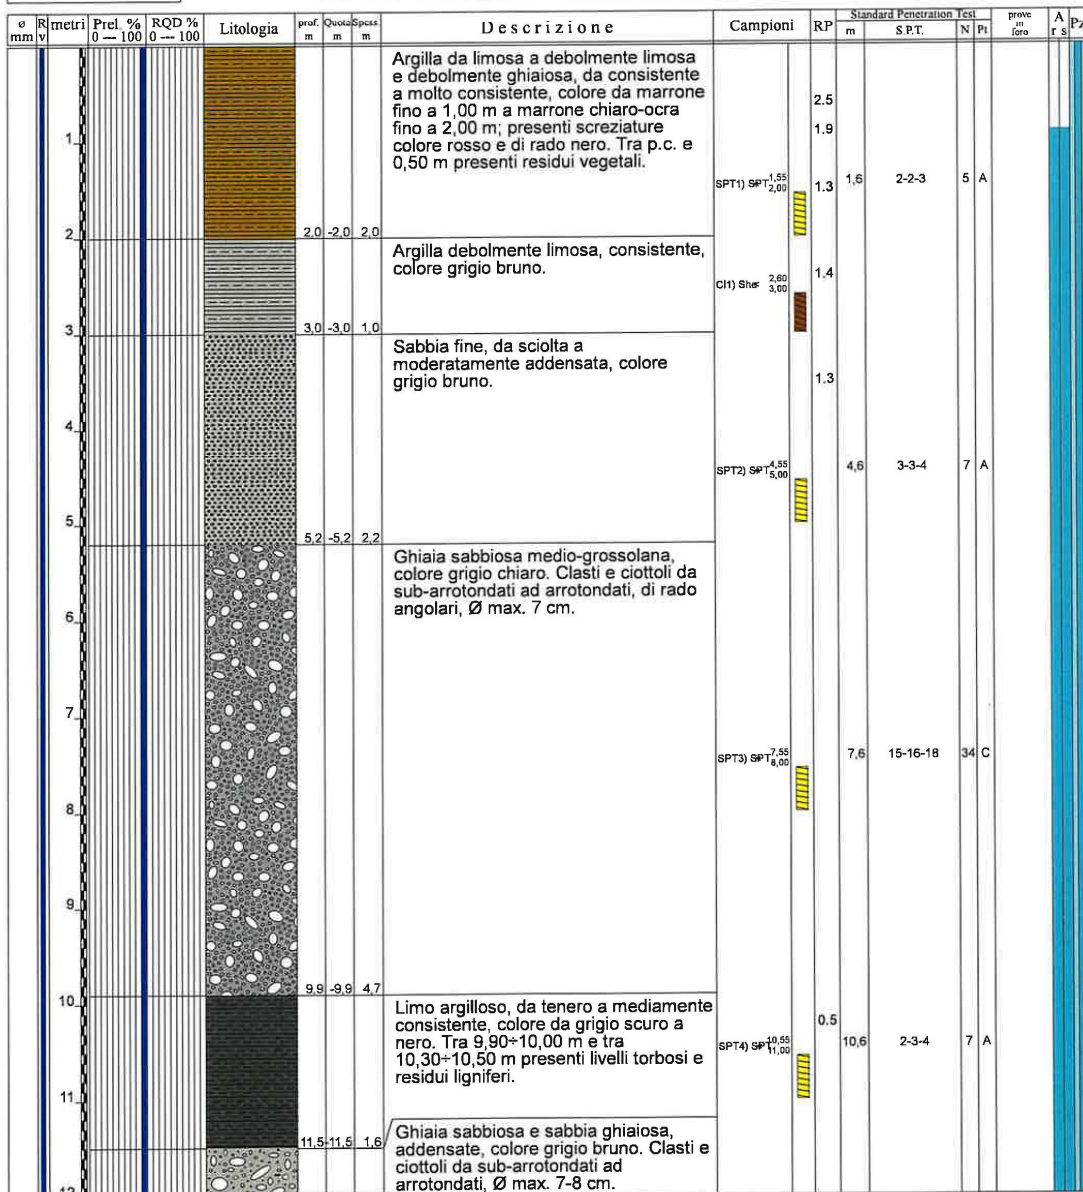 ø mm R v metri Prel. % 0 --- 100 RQD % 0 --- 100 Litologia prof. m Quota m Spess. m Descrizione Campioni RP Standard Penetration Test m S.P.T. N Pt prove in foro A r s Pz
Argilla da limosa a debolmente limosa
e debolmente ghiaiosa, da consistente
a molto consistente, colore da marrone
fino a 1,00 m a marrone chiaro-ocra
fino a 2,00 m; presenti screziature
colore rosso e di rado nero. Tra p.c. e
0,50 m presenti residui vegetali.
2.5
1.9
1
SPT1) SPT 1,55 2,00 1.3 1,6 2-2-3 5 A
2 2,0 -2,0 2,0
Argilla debolmente limosa, consistente,
colore grigio bruno.
CI1) She 2,60 3,00 1.4
3 3,0 -3,0 1,0
Sabbia fine, da sciolta a
moderatamente addensata, colore
grigio bruno.
1.3
4
SPT2) SPT 4,55 5,00 4,6 3-3-4 7 A
5 5,2 -5,2 2,2
Ghiaia sabbiosa medio-grossolana,
colore grigio chiaro. Clasti e ciottoli da
sub-arrotondati ad arrotondati, di rado
angolari, Ø max. 7 cm.
6
7
SPT3) SPT 7,55 8,00 7,6 15-16-18 34 C
8
9
9,9 -9,9 4,7
10
Limo argilloso, da tenero a mediamente
consistente, colore da grigio scuro a
nero. Tra 9,90÷10,00 m e tra
10,30÷10,50 m presenti livelli torbosi e
residui ligniferi.
0.5
SPT4) SPT 10,55 11,00 10,6 2-3-4 7 A
11
11,5 -11,5 1,6
Ghiaia sabbiosa e sabbia ghiaiosa,
addensate, colore grigio bruno. Clasti e
ciottoli da sub-arrotondati ad
arrotondati, Ø max. 7-8 cm.
12